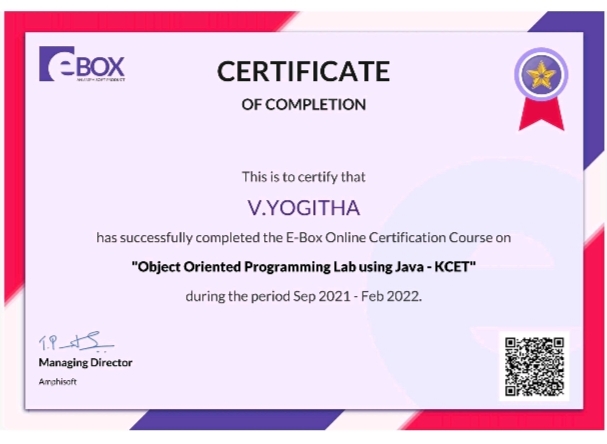 eBOX
CERTIFICATE
OF COMPLETION
This is to certify that
V.YOGITHA
has successfully completed the E-Box Online Certification Course on
"Object Oriented Programming Lab using Java - KCET"
during the period Sep 2021 - Feb 2022.
Managing Director
Amphisoft